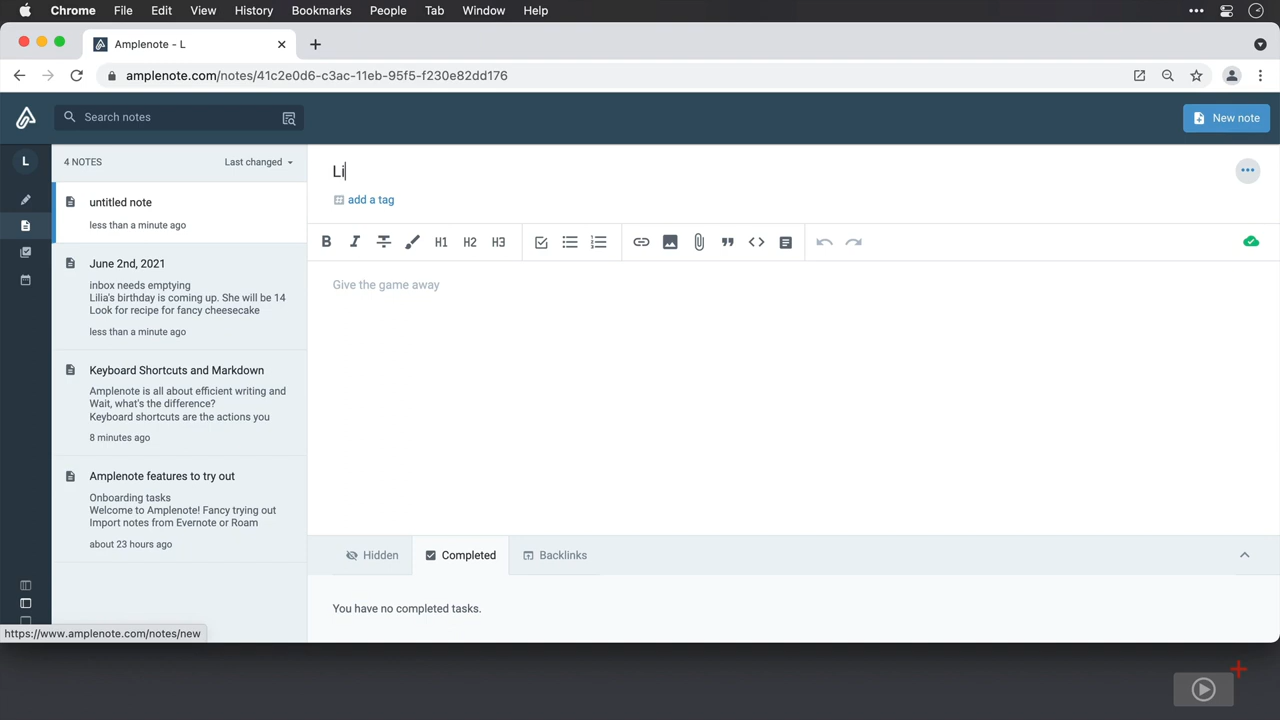 Chrome File Edit View History Bookmarks People Tab Window Help
Amplenote - L
amplenote.com/notes/41c2e0d6-c3ac-11eb-95f5-f230e82dd176
Search notes
New note
L
4 NOTES
Last changed
untitled note
less than a minute ago
June 2nd, 2021
inbox needs emptying
Lilia's birthday is coming up. She will be 14
Look for recipe for fancy cheesecake
less than a minute ago
Keyboard Shortcuts and Markdown
Amplenote is all about efficient writing and
Wait, what's the difference?
Keyboard shortcuts are the actions you
8 minutes ago
Amplenote features to try out
Onboarding tasks
Welcome to Amplenote! Fancy trying out
Import notes from Evernote or Roam
about 23 hours ago
Li
add a tag
B I S H1 H2 H3
Give the game away
Hidden
Completed
Backlinks
You have no completed tasks.
https://www.amplenote.com/notes/new